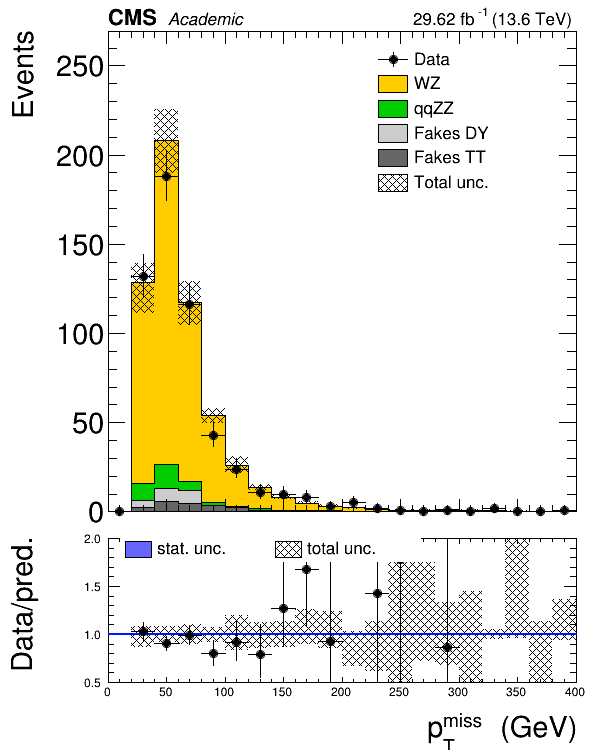 CMS Academic 29.62 fb⁻¹ (13.6 TeV)
Events
250
200
150
100
50
0
Data
WZ
qqZZ
Fakes DY
Fakes TT
Total unc.
Data/pred.
2.0
1.5
1.0
0.5
stat. unc.
total unc.
0 50 100 150 200 250 300 350 400
p_T^miss (GeV)